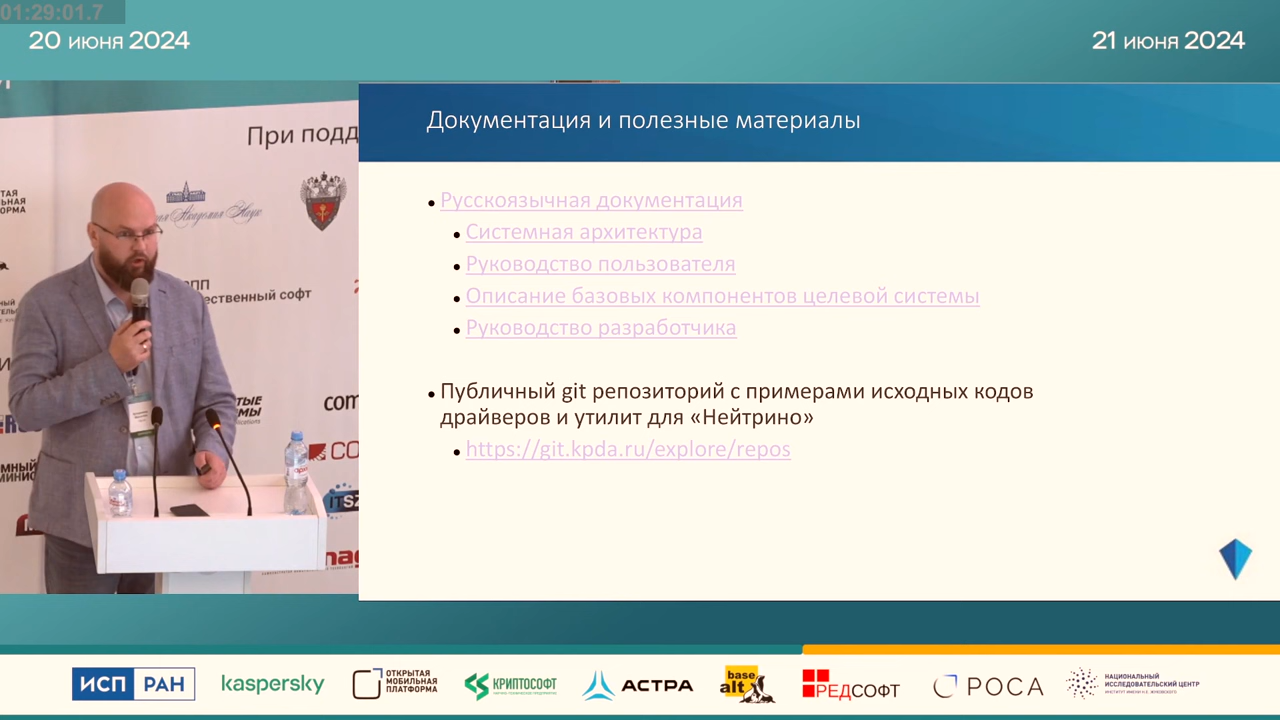 01:29:01.7
20 июня 2024
21 июня 2024
При подд
Документация и полезные материалы
• Русскоязычная документация
• Системная архитектура
• Руководство пользователя
• Описание базовых компонентов целевой системы
• Руководство разработчика
• Публичный git репозиторий с примерами исходных кодов
драйверов и утилит для «Нейтрино»
• https://git.kpda.ru/explore/repos
ИСП РАН
kaspersky
ОТКРЫТАЯ
МОБИЛЬНАЯ
ПЛАТФОРМА
КРИПТОСОФТ
АСТРА
base
alt
РЕДСОФТ
РОСА
НАЦИОНАЛЬНЫЙ
ИССЛЕДОВАТЕЛЬСКИЙ ЦЕНТР